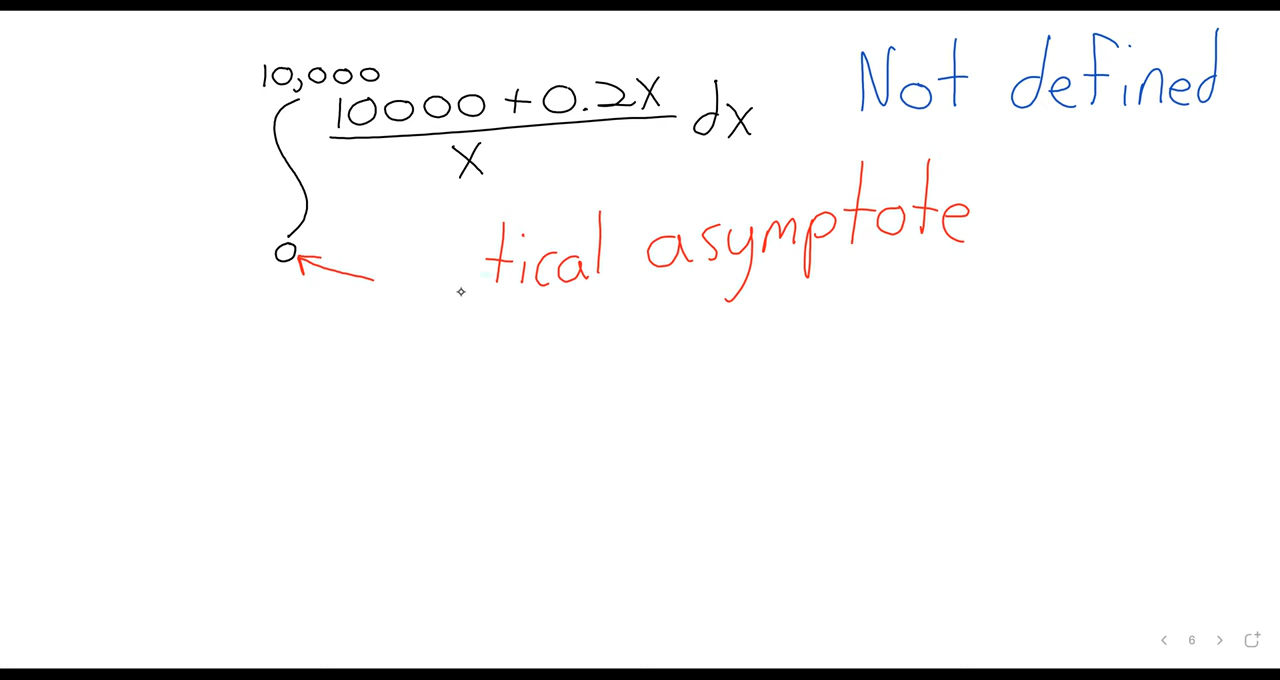 10,000
∫ 10000 + 0.2x / x dx
0
Not defined
tical asymptote
6